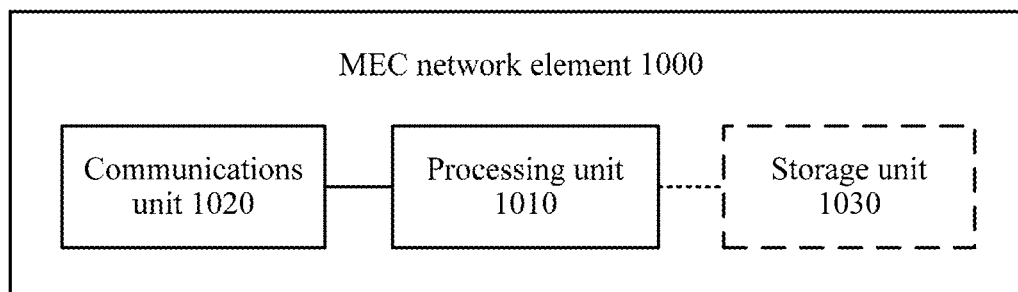 MEC network element 1000
Communications
unit 1020
Processing unit
1010
Storage unit
1030